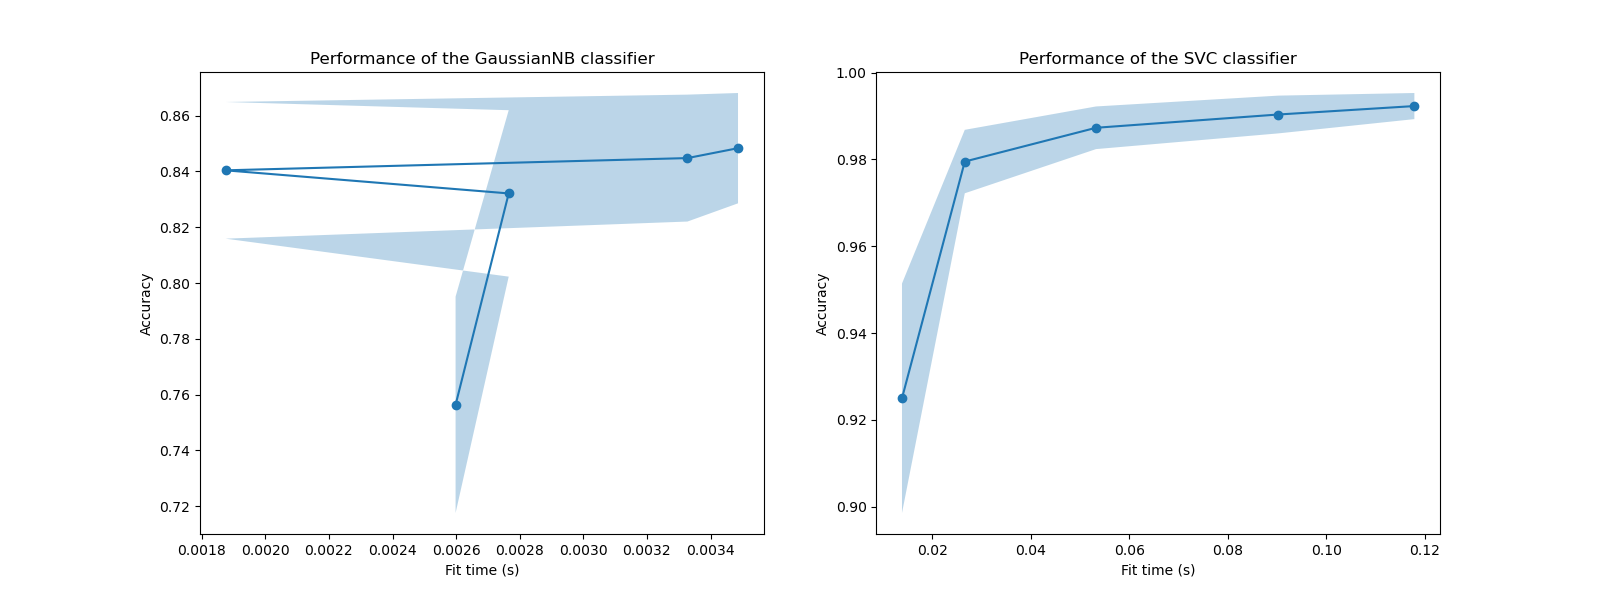 Performance of the GaussianNB classifier
Accuracy
0.86
0.84
0.82
0.80
0.78
0.76
0.74
0.72
0.0018 0.0020 0.0022 0.0024 0.0026 0.0028 0.0030 0.0032 0.0034
Fit time (s)
Performance of the SVC classifier
Accuracy
1.00
0.98
0.96
0.94
0.92
0.90
0.02 0.04 0.06 0.08 0.10 0.12
Fit time (s)